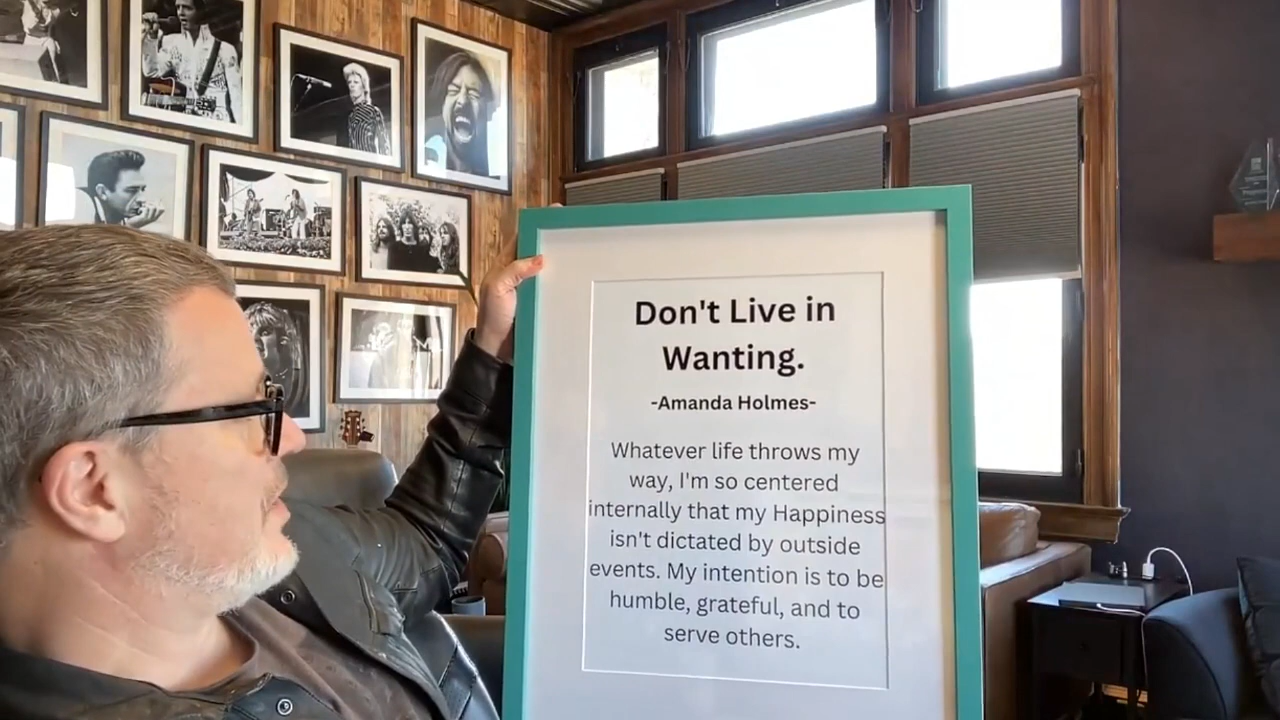 Don't Live in
Wanting.
-Amanda Holmes-
Whatever life throws my
way, I'm so centered
internally that my Happiness
isn't dictated by outside
events. My intention is to be
humble, grateful, and to
serve others.